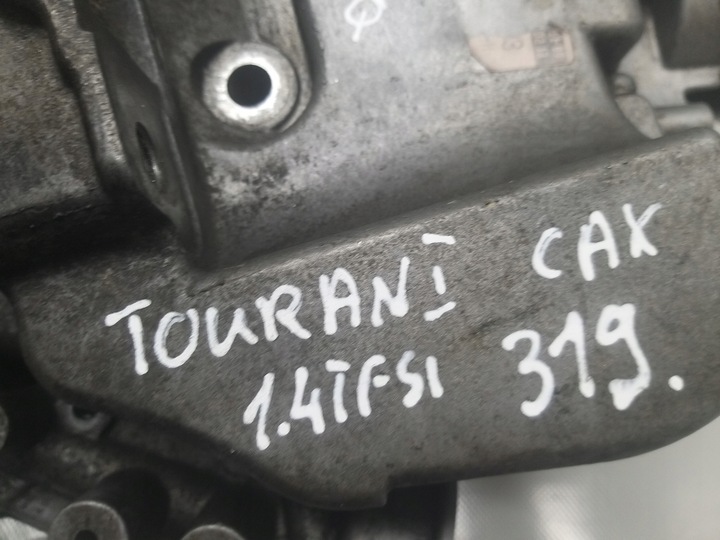 TOURAN I CAX
1.4TFSI 319.